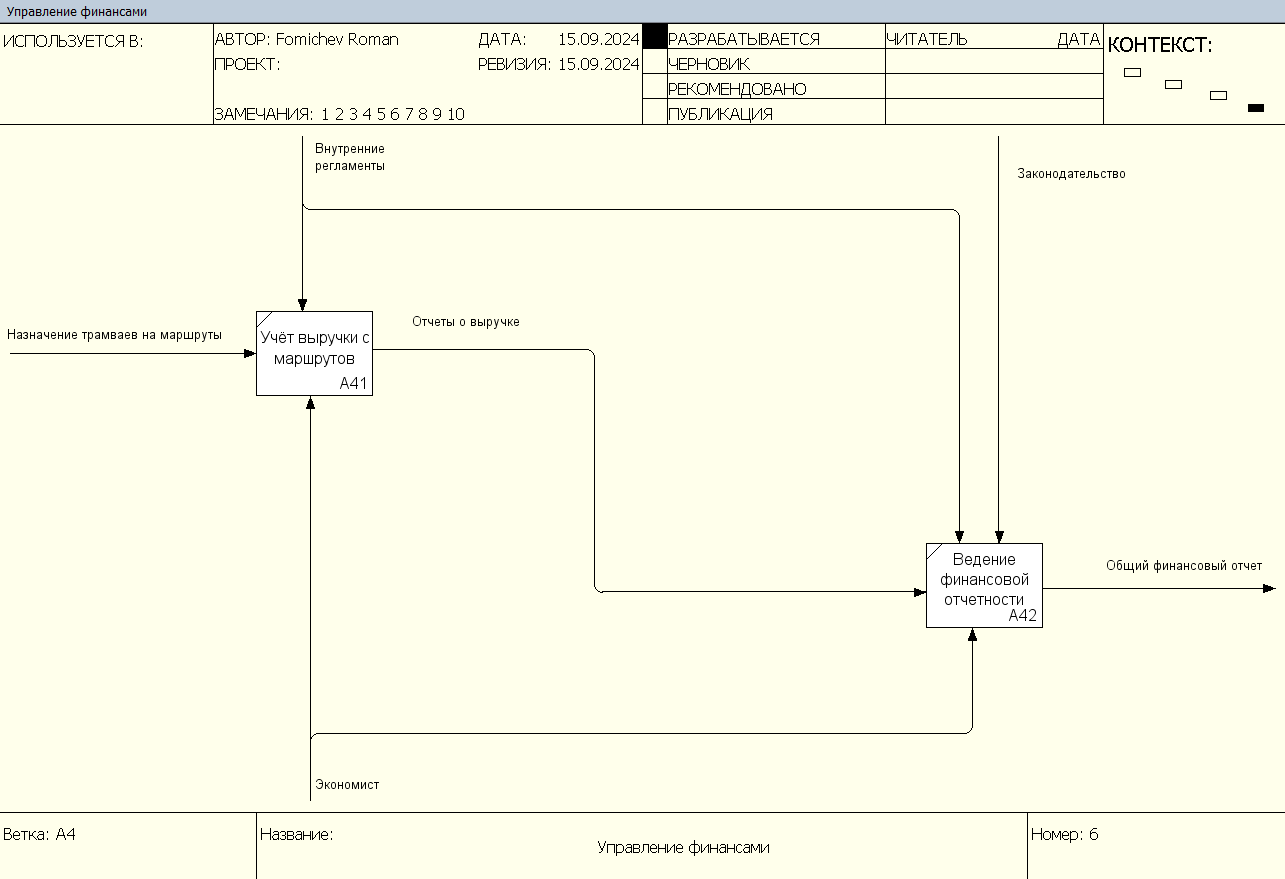 Управление финансами
ИСПОЛЬЗУЕТСЯ В:
АВТОР: Fomichev Roman
ДАТА: 15.09.2024
ПРОЕКТ:
РЕВИЗИЯ: 15.09.2024
ЗАМЕЧАНИЯ: 1 2 3 4 5 6 7 8 9 10
РАЗРАБАТЫВАЕТСЯ
ЧЕРНОВИК
РЕКОМЕНДОВАНО
ПУБЛИКАЦИЯ
ЧИТАТЕЛЬ
ДАТА
КОНТЕКСТ:
Внутренние
регламенты
Законодательство
Назначение трамваев на маршруты
Учёт выручки с
маршрутов
А41
Отчеты о выручке
Ведение
финансовой
отчетности
А42
Общий финансовый отчет
Экономист
Ветка: А4
Название:
Управление финансами
Номер: 6